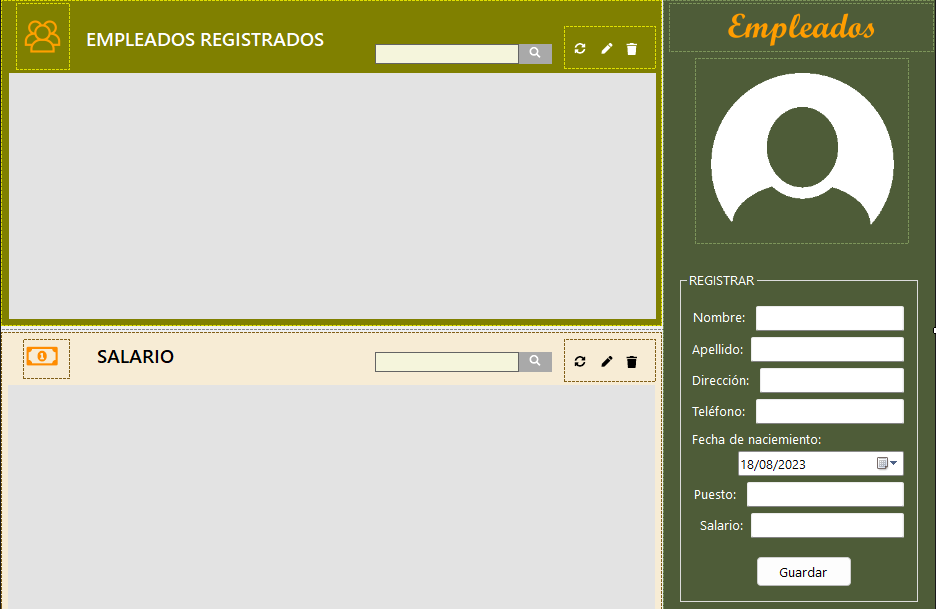 EMPLEADOS REGISTRADOS
SALARIO
Empleados
REGISTRAR
Nombre:
Apellido:
Dirección:
Teléfono:
Fecha de naciemiento:
18/08/2023
Puesto:
Salario:
Guardar